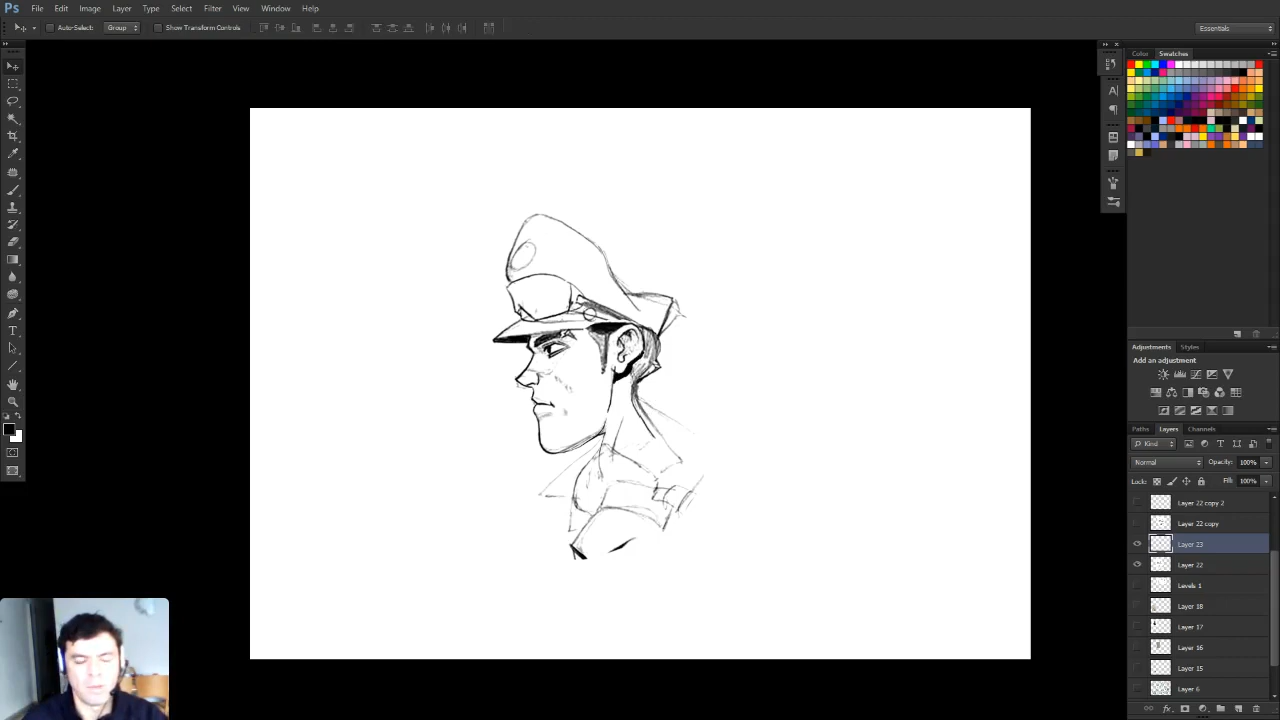 Ps File Edit Image Layer Type Select Filter View Window Help
Auto-Select: Group Show Transform Controls Essentials
Color Swatches
Adjustments Styles
Add an adjustment
Paths Layers Channels
Kind
Normal Opacity: 100%
Lock: Fill: 100%
Layer 22 copy 2
Layer 22 copy
Layer 23
Layer 22
Levels 1
Layer 18
Layer 17
Layer 16
Layer 15
Layer 6